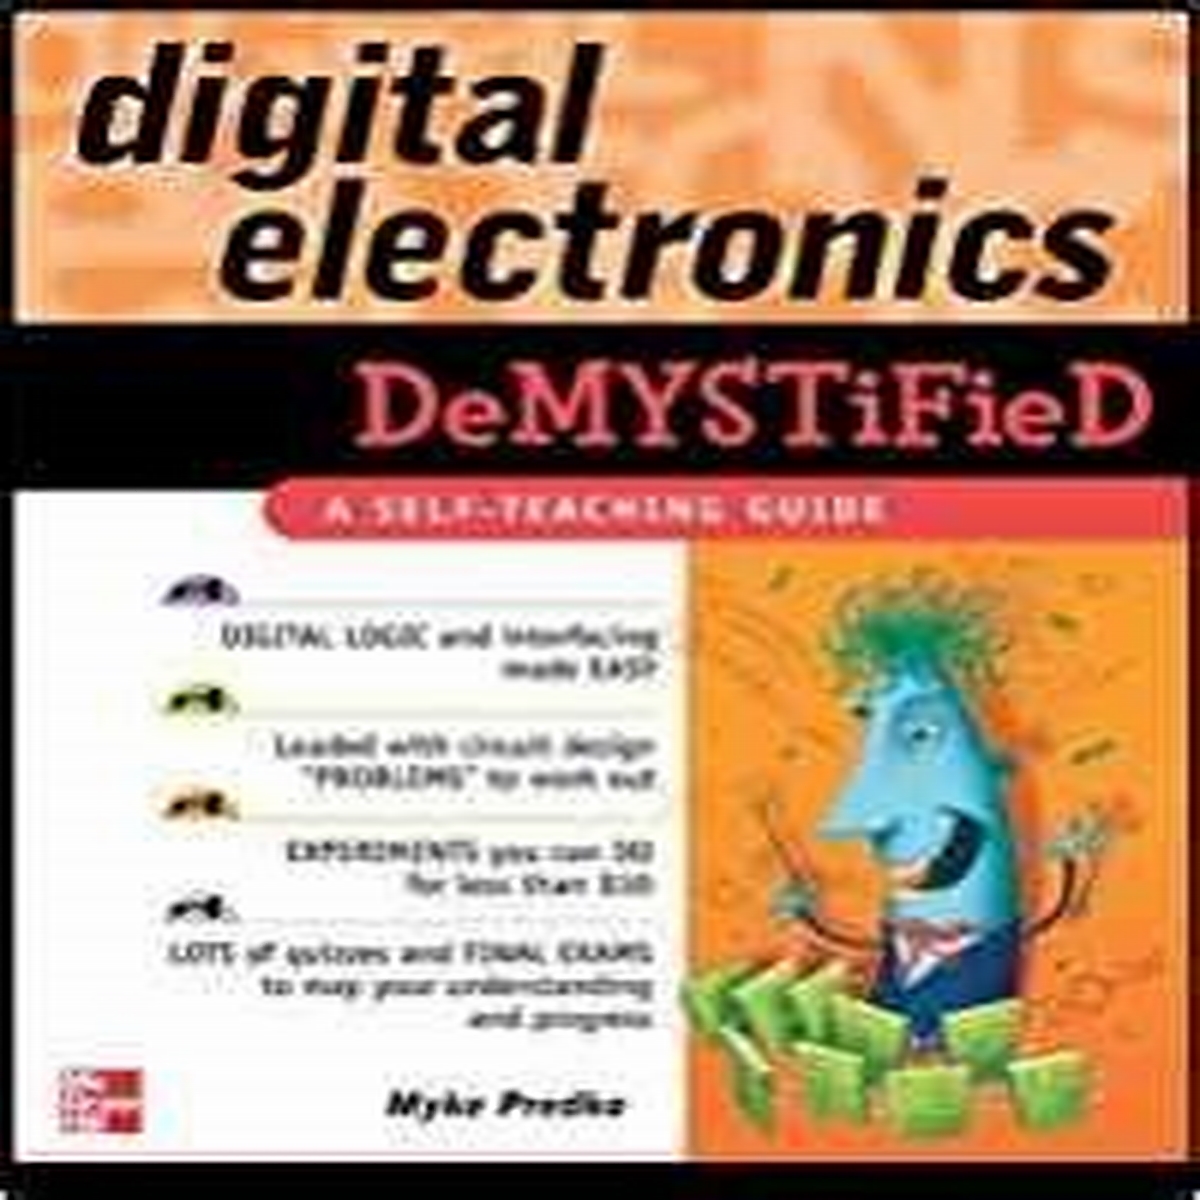 digital
electronics
DeMYSTiFieD
A SELF-TEACHING GUIDE
DIGITAL LOGIC and interfacing
made EASY
Loaded with circuit design
"PROBLEMS" to work out
EXPERIMENTS you can DO
for less than $10
LOTS of quizzes and FINAL EXAMS
to map your understanding
and progress
Myke Predko